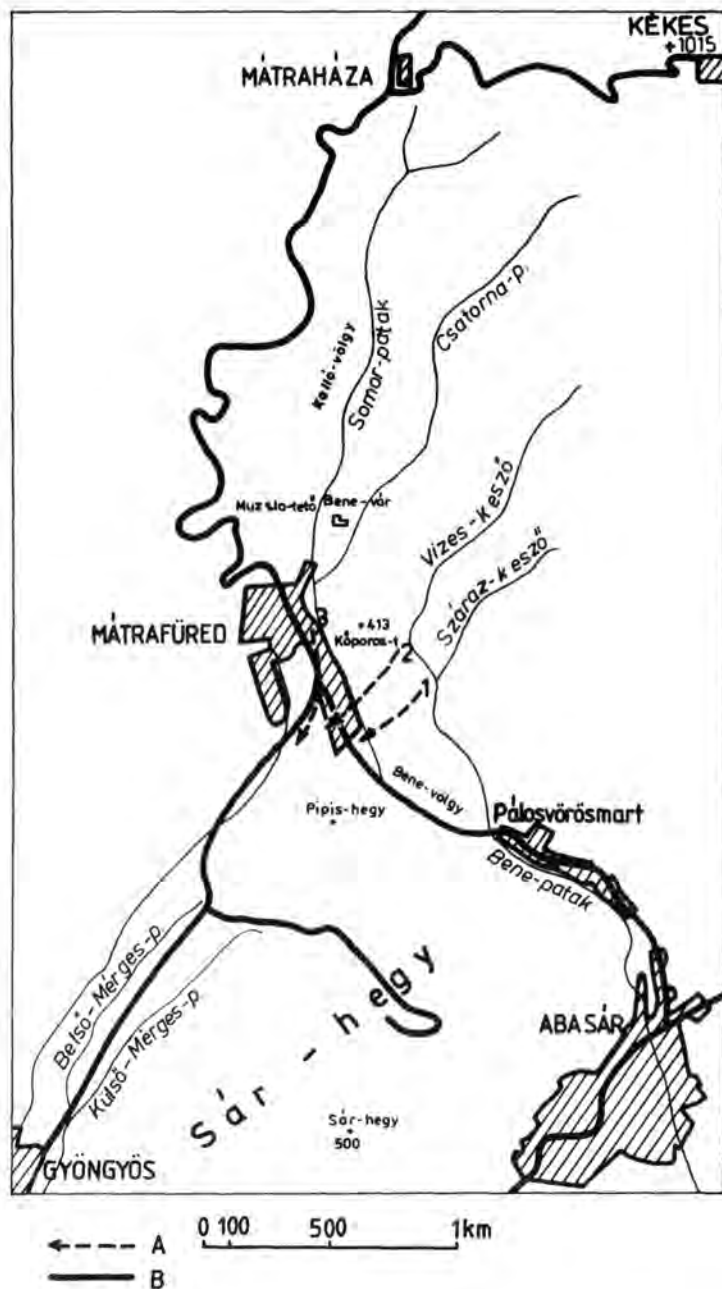 KÉKES
+1015
MÁTRAHÁZA
Kalló-völgy
Somor-patak
Csatorna-p.
Muzsla-tető
Bene-vár
Vizes-Kesző
Száraz-kesző
MÁTRAFÜRED
3
+413
Kőporos-t.
2
1
Bene-völgy
Pipis-hegy
Pálosvörösmart
Bene-patak
Belső-Mérges-p.
Külső-Mérges-p.
Sár-hegy
ABASÁR
Sár-hegy
500
GYÖNGYÖS
A
B
0 100 500 1km